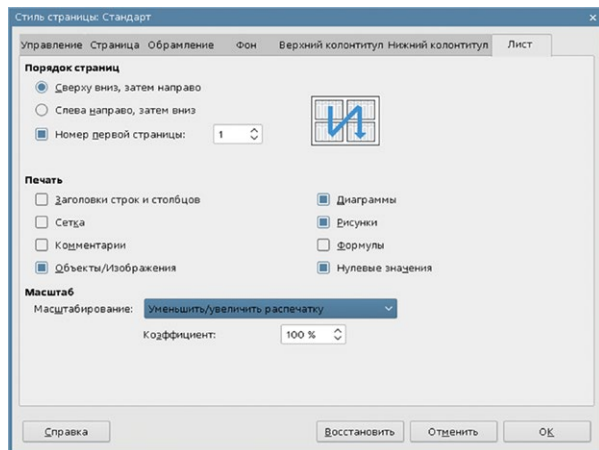 Стиль страницы: Стандарт
Управление Страница Обрамление Фон Верхний колонтитул Нижний колонтитул Лист
Порядок страниц
Сверху вниз, затем направо
Слева направо, затем вниз
Номер первой страницы: 1
Печать
Заголовки строк и столбцов Диаграммы
Сетка Рисунки
Комментарии Формулы
Объекты/Изображения Нулевые значения
Масштаб
Масштабирование: Уменьшить/увеличить распечатку
Коэффициент: 100 %
Справка Восстановить Отменить OK